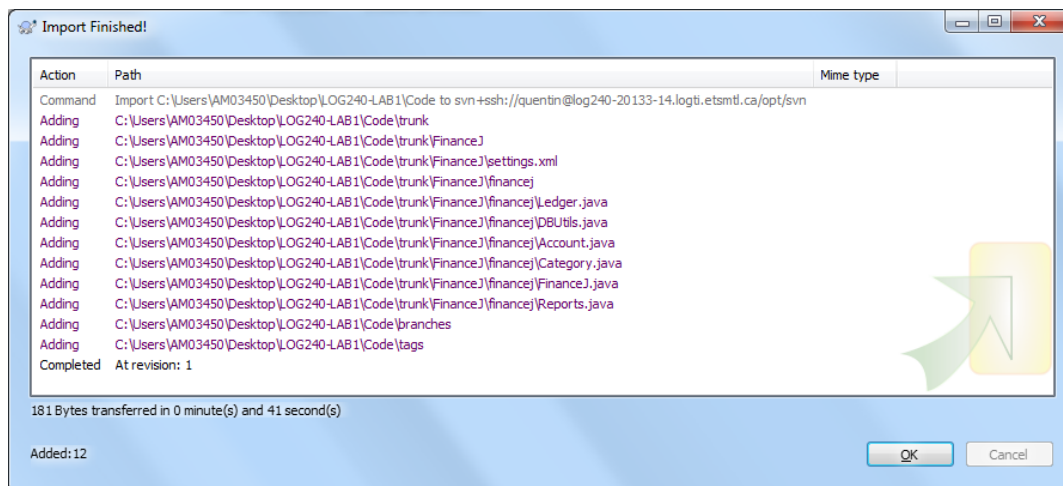 Import Finished!
Action Path Mime type
Command Import C:\Users\AM03450\Desktop\LOG240-LAB1\Code to svn+ssh://quentin@log240-20133-14.logti.etsmtl.ca/opt/svn
Adding C:\Users\AM03450\Desktop\LOG240-LAB1\Code\trunk
Adding C:\Users\AM03450\Desktop\LOG240-LAB1\Code\trunk\FinanceJ
Adding C:\Users\AM03450\Desktop\LOG240-LAB1\Code\trunk\FinanceJ\settings.xml
Adding C:\Users\AM03450\Desktop\LOG240-LAB1\Code\trunk\FinanceJ\financej
Adding C:\Users\AM03450\Desktop\LOG240-LAB1\Code\trunk\FinanceJ\financej\Ledger.java
Adding C:\Users\AM03450\Desktop\LOG240-LAB1\Code\trunk\FinanceJ\financej\DBUtils.java
Adding C:\Users\AM03450\Desktop\LOG240-LAB1\Code\trunk\FinanceJ\financej\Account.java
Adding C:\Users\AM03450\Desktop\LOG240-LAB1\Code\trunk\FinanceJ\financej\Category.java
Adding C:\Users\AM03450\Desktop\LOG240-LAB1\Code\trunk\FinanceJ\financej\FinanceJ.java
Adding C:\Users\AM03450\Desktop\LOG240-LAB1\Code\trunk\FinanceJ\financej\Reports.java
Adding C:\Users\AM03450\Desktop\LOG240-LAB1\Code\branches
Adding C:\Users\AM03450\Desktop\LOG240-LAB1\Code\tags
Completed At revision: 1
181 Bytes transferred in 0 minute(s) and 41 second(s)
Added:12 OK Cancel